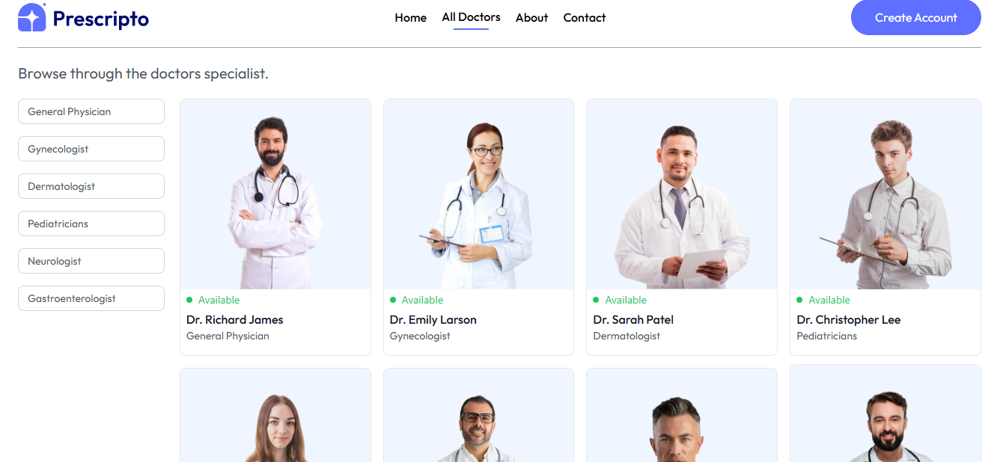 Prescripto
Home
All Doctors
About
Contact
Create Account
Browse through the doctors specialist.
General Physician
Gynecologist
Dermatologist
Pediatricians
Neurologist
Gastroenterologist
Available
Dr. Richard James
General Physician
Available
Dr. Emily Larson
Gynecologist
Available
Dr. Sarah Patel
Dermatologist
Available
Dr. Christopher Lee
Pediatricians